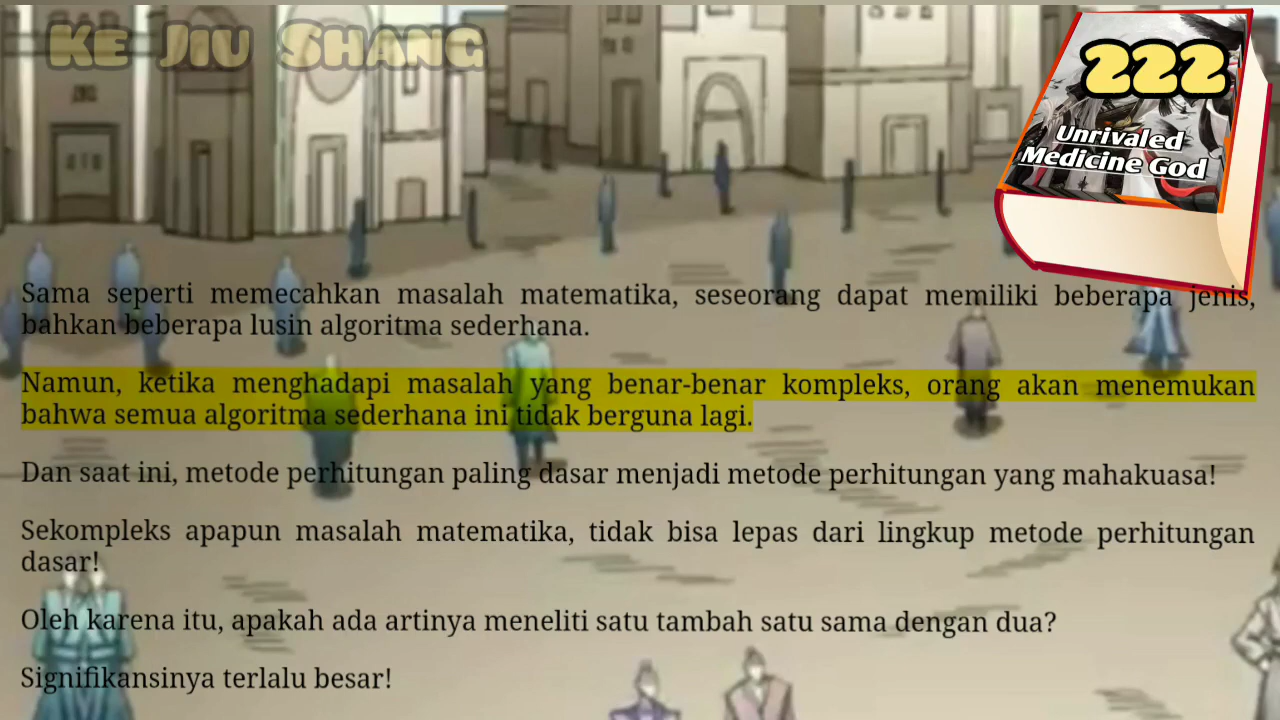 Ke Jiu Shang
222
Unrivaled
Medicine God
Sama seperti memecahkan masalah matematika, seseorang dapat memiliki beberapa jenis,
bahkan beberapa lusin algoritma sederhana.
Namun, ketika menghadapi masalah yang benar-benar kompleks, orang akan menemukan
bahwa semua algoritma sederhana ini tidak berguna lagi.
Dan saat ini, metode perhitungan paling dasar menjadi metode perhitungan yang mahakuasa!
Sekompleks apapun masalah matematika, tidak bisa lepas dari lingkup metode perhitungan
dasar!
Oleh karena itu, apakah ada artinya meneliti satu tambah satu sama dengan dua?
Signifikansinya terlalu besar!